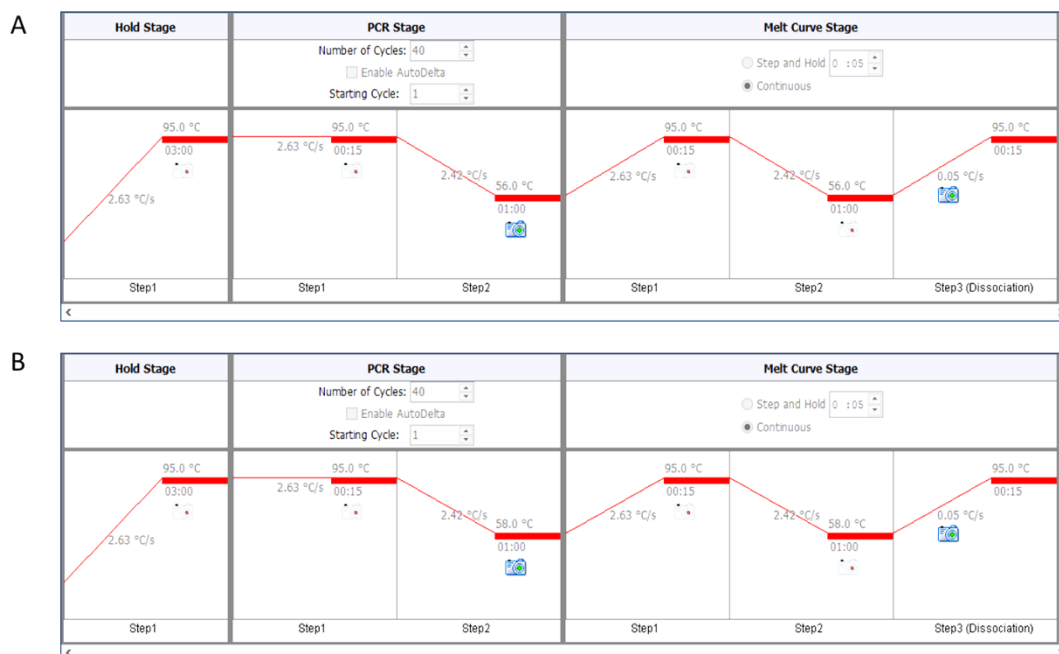 A
Hold Stage PCR Stage Melt Curve Stage
Number of Cycles: 40
Enable AutoDelta
Starting Cycle: 1
Step and Hold 0 :05
Continuous
95.0 °C 95.0 °C 95.0 °C 95.0 °C
03:00 2.63 °C/s 00:15 00:15 00:15
2.63 °C/s 2.42 °C/s 2.63 °C/s 2.42 °C/s 0.05 °C/s
56.0 °C 56.0 °C
01:00 01:00
Step1 Step1 Step2 Step1 Step2 Step3 (Dissociation)
B
Hold Stage PCR Stage Melt Curve Stage
Number of Cycles: 40
Enable AutoDelta
Starting Cycle: 1
Step and Hold 0 :05
Continuous
95.0 °C 95.0 °C 95.0 °C 95.0 °C
03:00 2.63 °C/s 00:15 00:15 00:15
2.63 °C/s 2.42 °C/s 2.63 °C/s 2.42 °C/s 0.05 °C/s
58.0 °C 58.0 °C
01:00 01:00
Step1 Step1 Step2 Step1 Step2 Step3 (Dissociation)